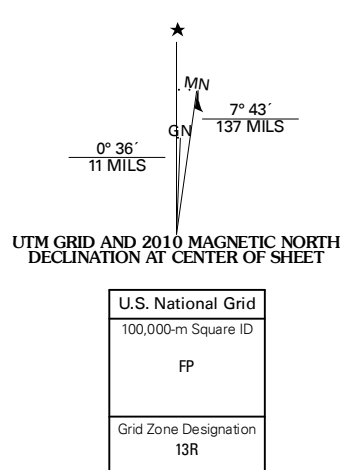 ★
MN
7° 43´
137 MILS
GN
0° 36´
11 MILS
UTM GRID AND 2010 MAGNETIC NORTH
DECLINATION AT CENTER OF SHEET
U.S. National Grid
100,000-m Square ID
FP
Grid Zone Designation
13R